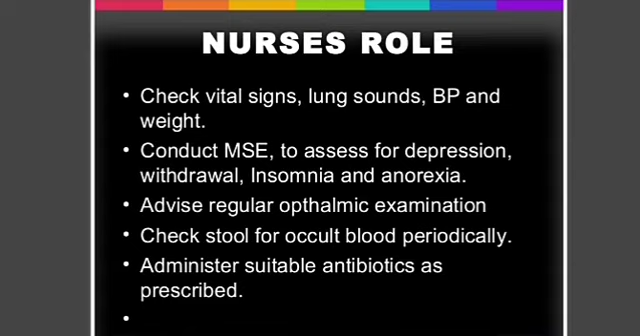 NURSES ROLE
• Check vital signs, lung sounds, BP and
weight.
• Conduct MSE, to assess for depression,
withdrawal, Insomnia and anorexia.
• Advise regular opthalmic examination
• Check stool for occult blood periodically.
• Administer suitable antibiotics as
prescribed.
•